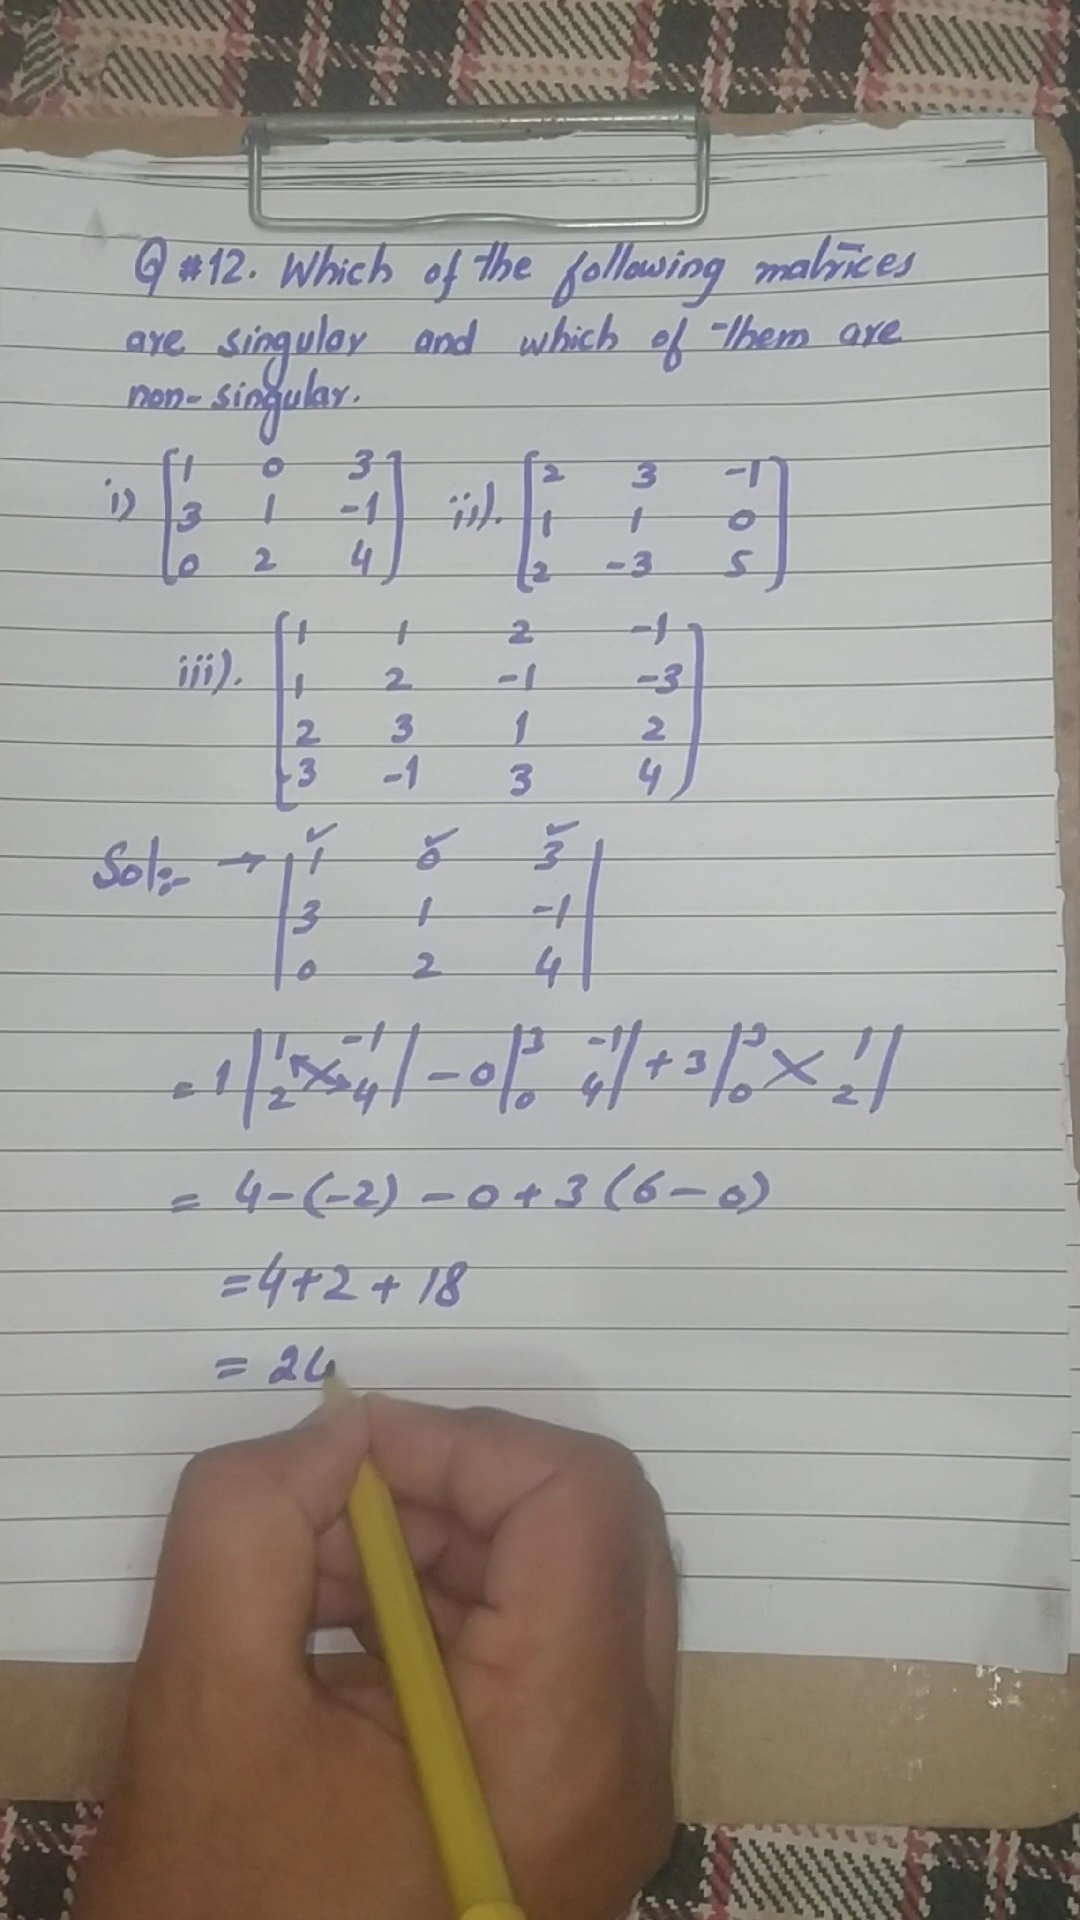 Q #12. Which of the following matrices
are singular and which of them are
non-singular.
i) [1 0 3 ii). [2 3 -1
3 1 -1 1 1 0
0 2 4] 2 -3 5]
iii). [1 1 2 -1
1 2 -1 -3
2 3 1 2
3 -1 3 4]
Sol:- → |1 0 3
3 1 -1
0 2 4|
= 1 |1 -1 - 0 |3 -1 + 3 |3 1
2 4| 0 4| 0 2|
= 4-(-2) - 0 + 3 (6 - 0)
= 4+2 + 18
= 24